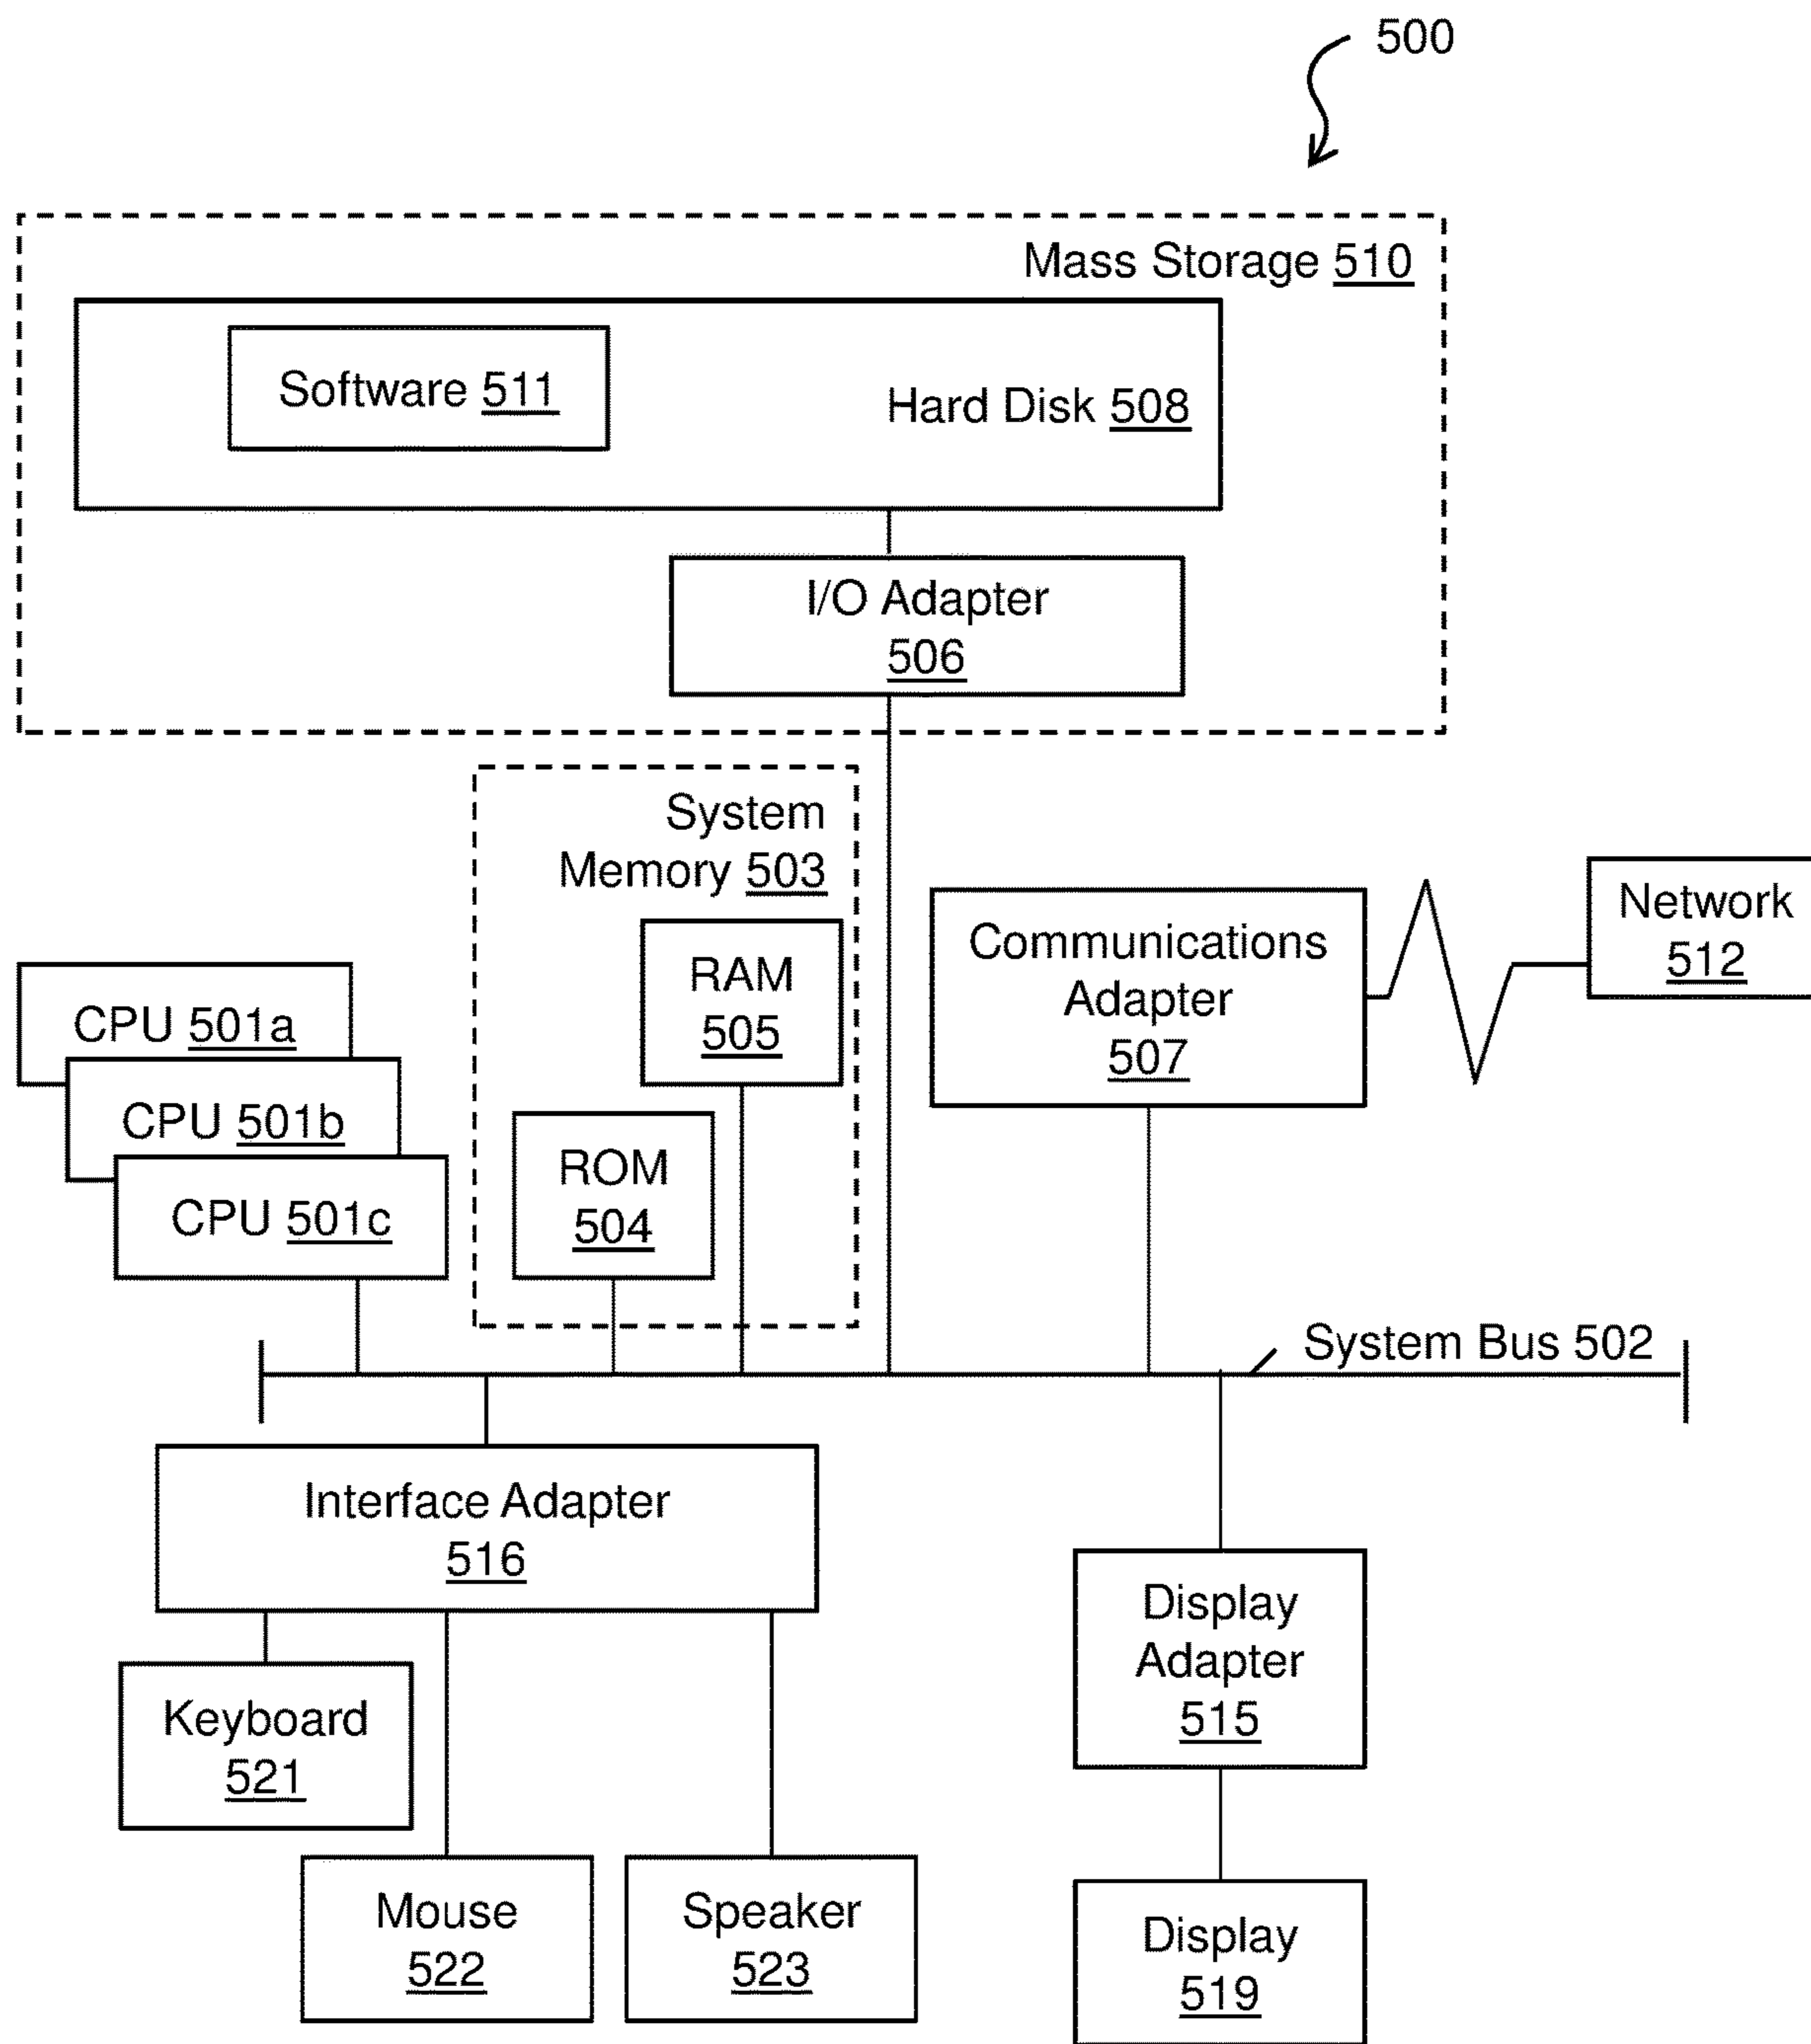 500
Mass Storage 510
Software 511
Hard Disk 508
I/O Adapter
506
System
Memory 503
RAM
505
ROM
504
CPU 501a
CPU 501b
CPU 501c
Communications
Adapter
507
Network
512
System Bus 502
Interface Adapter
516
Keyboard
521
Mouse
522
Speaker
523
Display
Adapter
515
Display
519